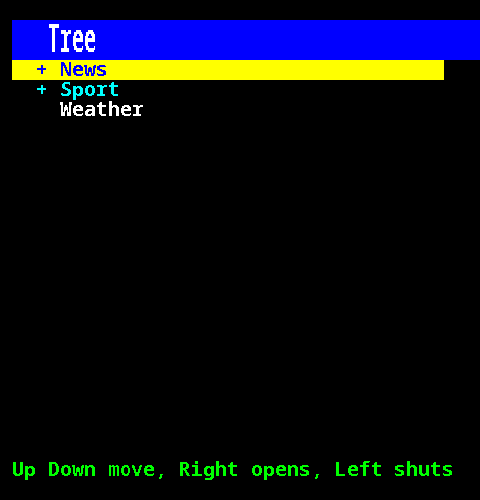 Tree
+ News
+ Sport
Weather
Up Down move, Right opens, Left shuts